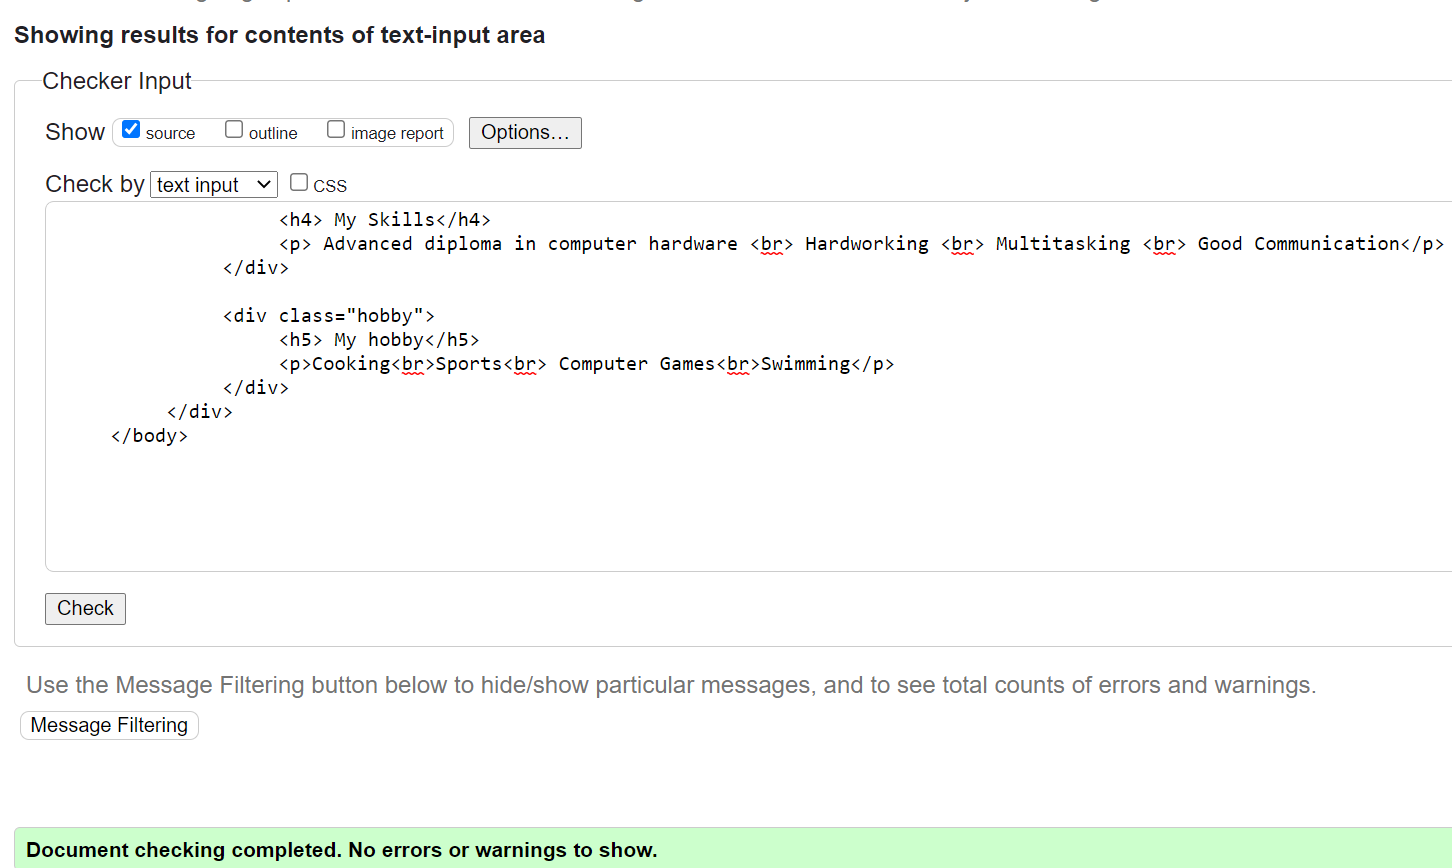 Showing results for contents of text-input area
Checker Input
Show source outline image report Options...
Check by text input CSS
<h4> My Skills</h4>
<p> Advanced diploma in computer hardware <br> Hardworking <br> Multitasking <br> Good Communication</p>
</div>
<div class="hobby">
<h5> My hobby</h5>
<p>Cooking<br>Sports<br> Computer Games<br>Swimming</p>
</div>
</div>
</body>
Check
Use the Message Filtering button below to hide/show particular messages, and to see total counts of errors and warnings.
Message Filtering
Document checking completed. No errors or warnings to show.